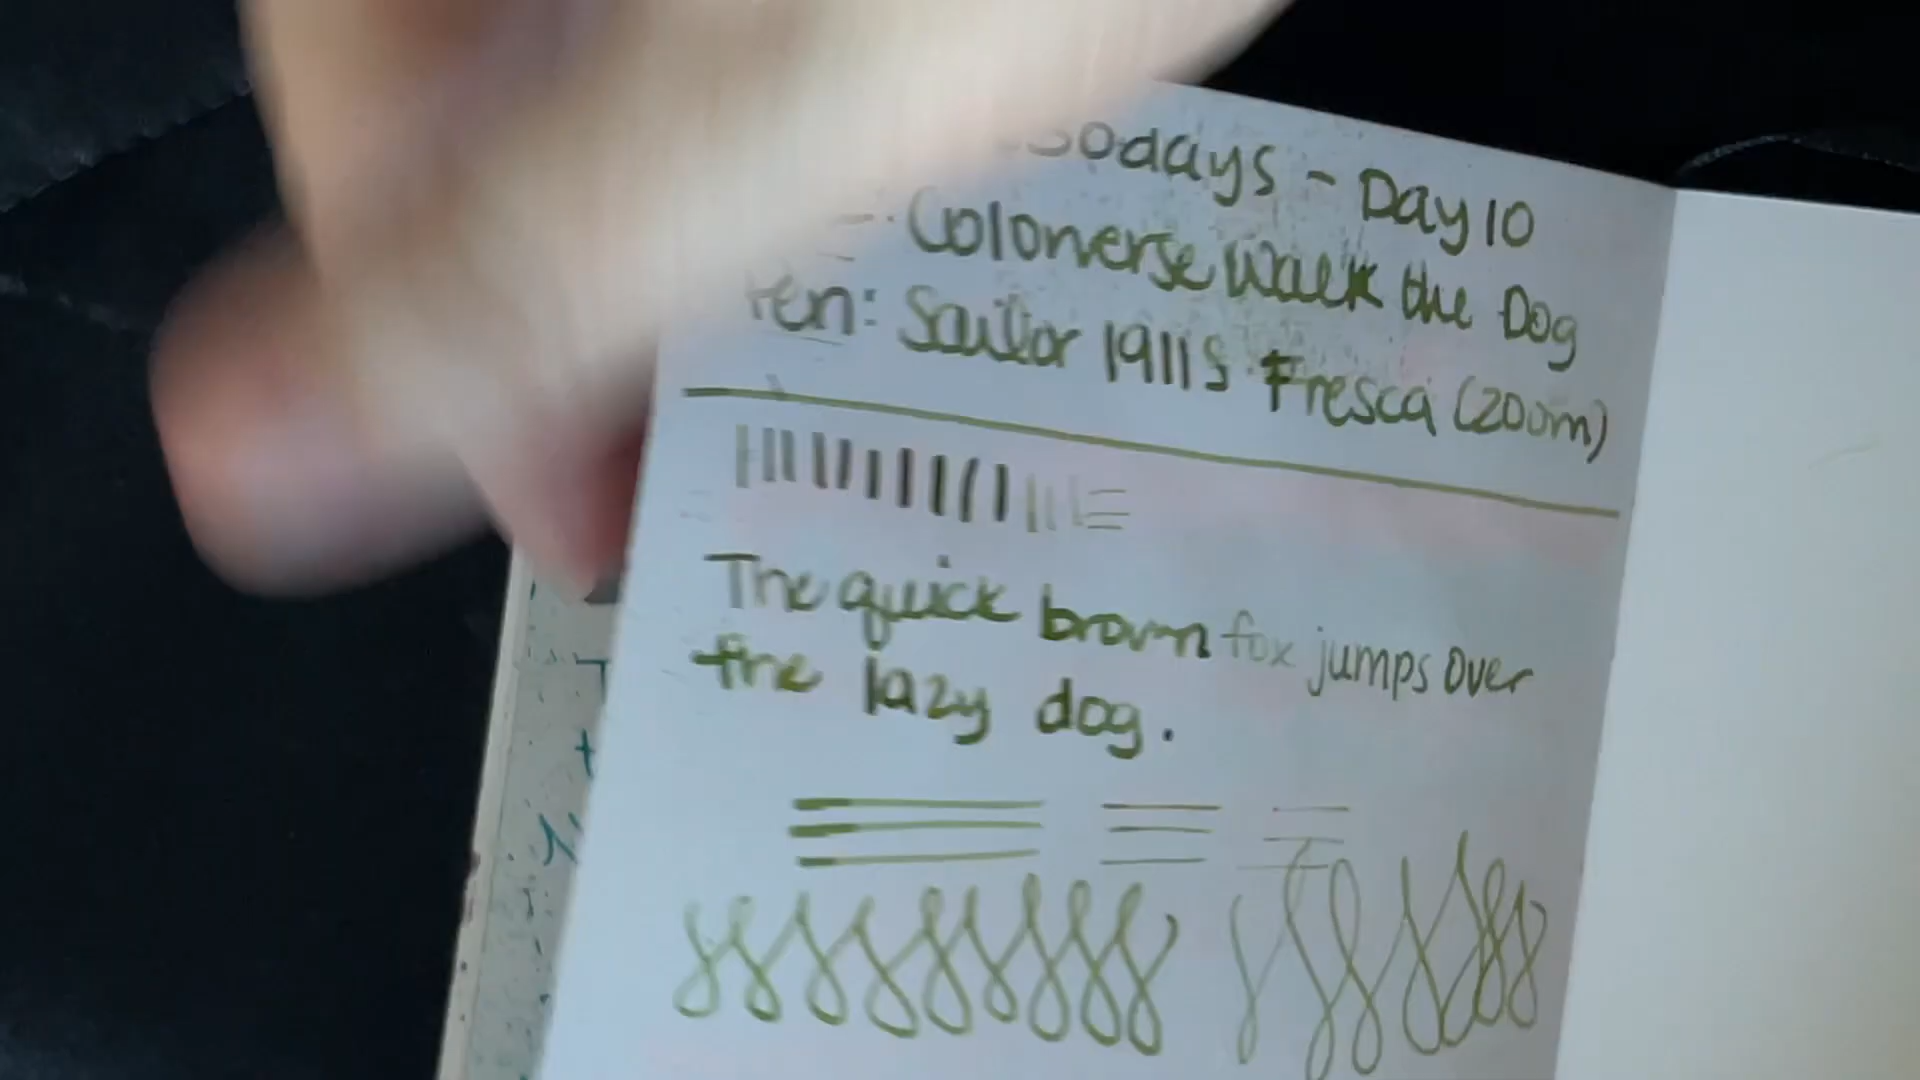 30days - Day 10
Colorverse Walk the Dog
Pen: Sailor 1911S Fresca (zoom)
The quick brown fox jumps over
the lazy dog.